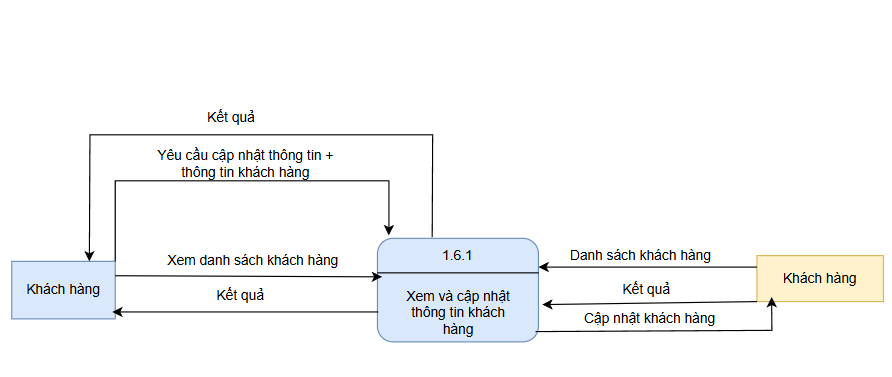 Kết quả
Yêu cầu cập nhật thông tin +
thông tin khách hàng
1.6.1
Danh sách khách hàng
Xem danh sách khách hàng
Khách hàng
Khách hàng
Kết quả
Kết quả
Xem và cập nhật
thông tin khách
hàng
Cập nhật khách hàng